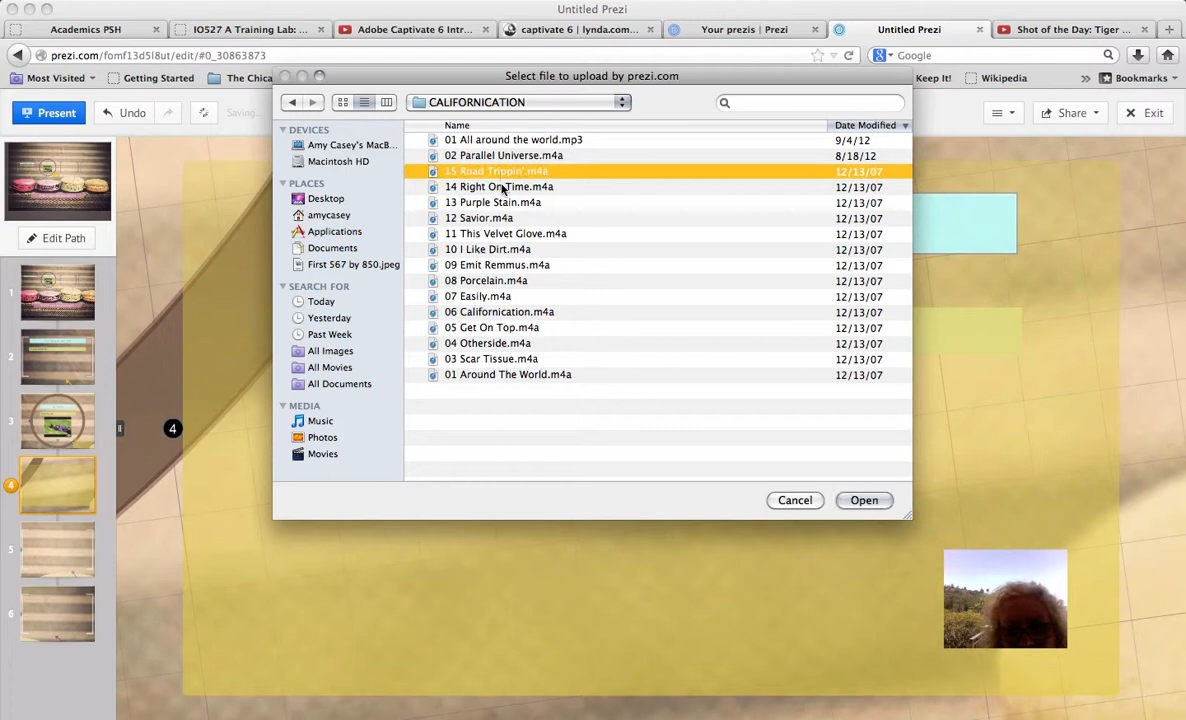 Untitled Prezi
Academics PSH
IO527 A Training Lab: ...
Adobe Captivate 6 Intr...
captivate 6 | lynda.com...
Your prezis | Prezi
Untitled Prezi
Shot of the Day: Tiger ...
prezi.com/fomf13d5l8ut/edit/#0_30863873
Google
Most Visited
Getting Started
The Chica
Keep It!
Wikipedia
»
Bookmarks
Select file to upload by prezi.com
Present
Undo
Saving...
Share
Exit
CALIFORNICATION
Name
Date Modified
DEVICES
Amy Casey's MacB...
Macintosh HD
PLACES
Desktop
amycasey
Applications
Documents
First 567 by 850.jpeg
SEARCH FOR
Today
Yesterday
Past Week
All Images
All Movies
All Documents
MEDIA
Music
Photos
Movies
01 All around the world.mp3 9/4/12
02 Parallel Universe.m4a 8/18/12
15 Road Trippin'.m4a 12/13/07
14 Right On Time.m4a 12/13/07
13 Purple Stain.m4a 12/13/07
12 Savior.m4a 12/13/07
11 This Velvet Glove.m4a 12/13/07
10 I Like Dirt.m4a 12/13/07
09 Emit Remmus.m4a 12/13/07
08 Porcelain.m4a 12/13/07
07 Easily.m4a 12/13/07
06 Californication.m4a 12/13/07
05 Get On Top.m4a 12/13/07
04 Otherside.m4a 12/13/07
03 Scar Tissue.m4a 12/13/07
01 Around The World.m4a 12/13/07
Cancel
Open
Edit Path
1
2
3
4
5
6
4